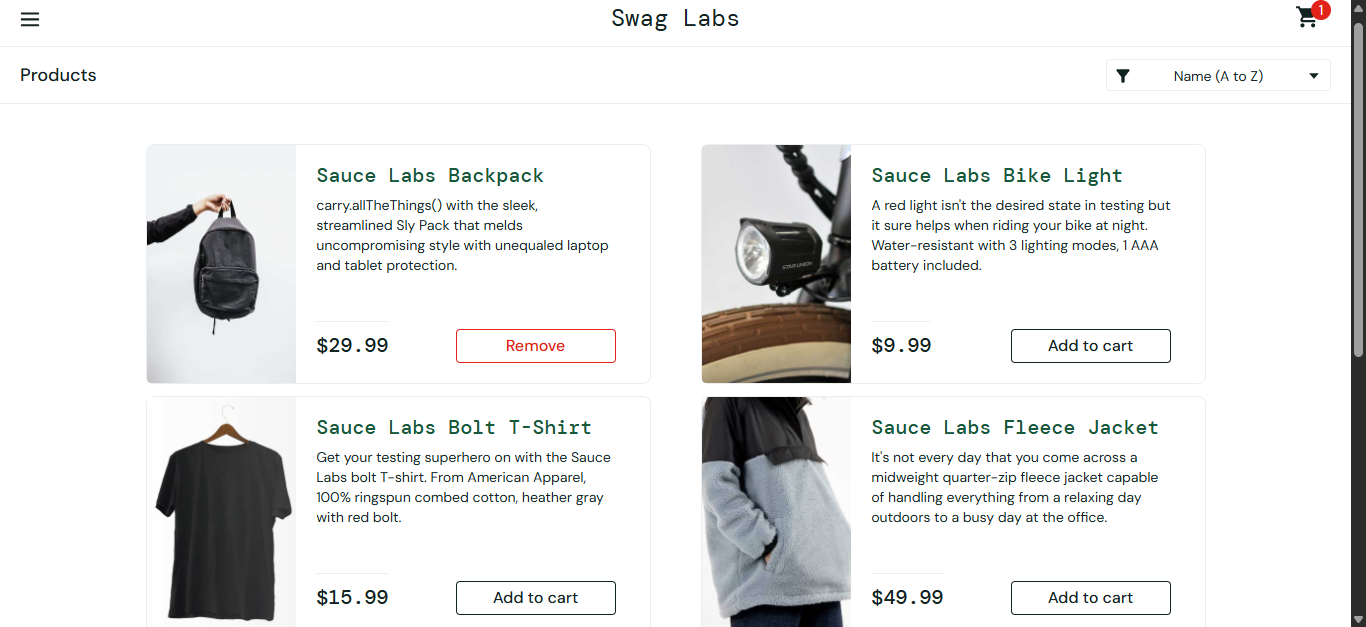 Swag Labs
1
Products
Name (A to Z)
Sauce Labs Backpack
carry.allTheThings() with the sleek,
streamlined Sly Pack that melds
uncompromising style with unequaled laptop
and tablet protection.
$29.99
Remove
Sauce Labs Bike Light
A red light isn't the desired state in testing but
it sure helps when riding your bike at night.
Water-resistant with 3 lighting modes, 1 AAA
battery included.
STAR UNION
$9.99
Add to cart
Sauce Labs Bolt T-Shirt
Get your testing superhero on with the Sauce
Labs bolt T-shirt. From American Apparel,
100% ringspun combed cotton, heather gray
with red bolt.
$15.99
Add to cart
Sauce Labs Fleece Jacket
It's not every day that you come across a
midweight quarter-zip fleece jacket capable
of handling everything from a relaxing day
outdoors to a busy day at the office.
$49.99
Add to cart